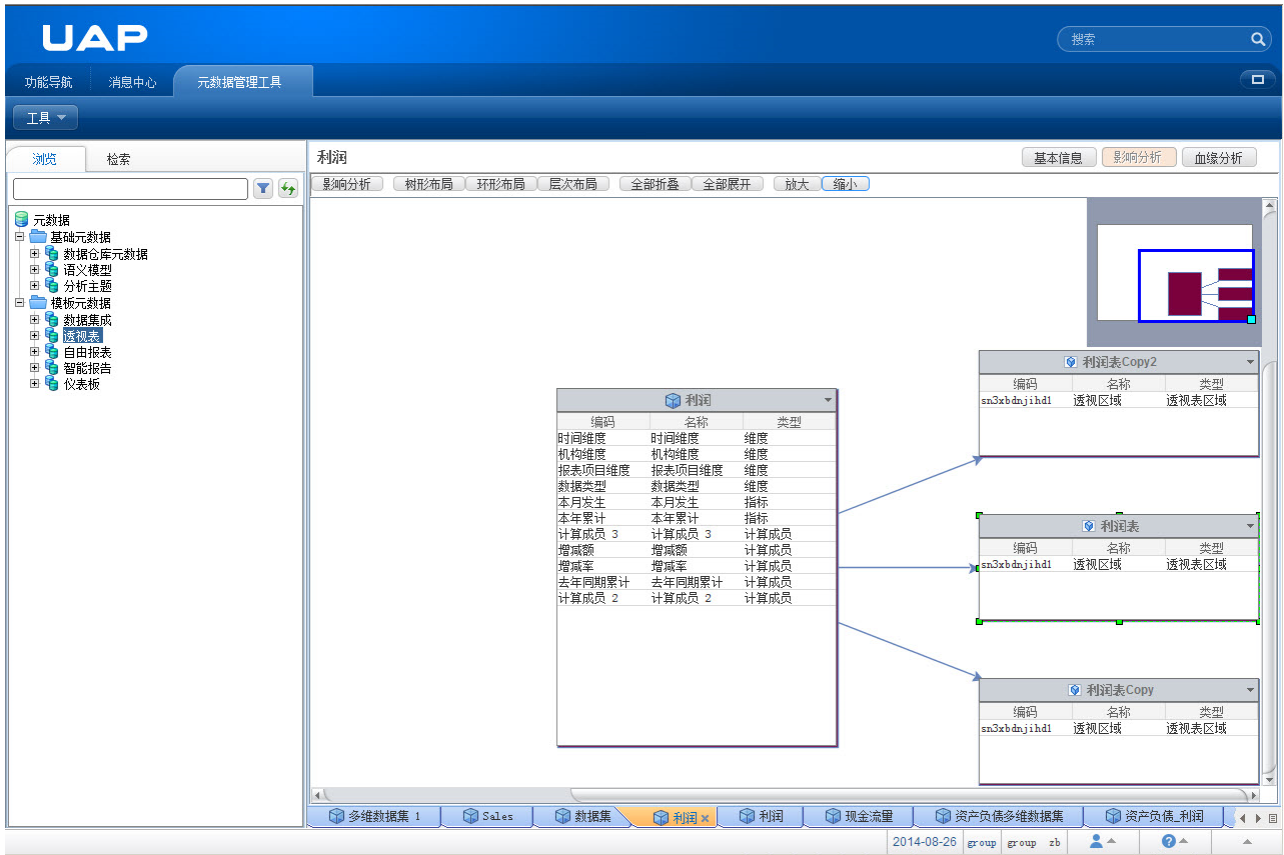 UAP
搜索
功能导航 消息中心 元数据管理工具
工具
浏览 检索
利润 基本信息 影响分析 血缘分析
影响分析 树形布局 环形布局 层次布局 全部折叠 全部展开 放大 缩小
元数据
基础元数据
数据仓库元数据
语义模型
分析主题
模板元数据
数据集成
透视表
自由报表
智能报告
仪表板
利润
编码 名称 类型
时间维度 时间维度 维度
机构维度 机构维度 维度
报表项目维度 报表项目维度 维度
数据类型 数据类型 维度
本月发生 本月发生 指标
本年累计 本年累计 指标
计算成员 3 计算成员 3 计算成员
增减额 增减额 计算成员
增减率 增减率 计算成员
去年同期累计 去年同期累计 计算成员
计算成员 2 计算成员 2 计算成员
利润表Copy2
编码 名称 类型
sn3xbdnjihd1 透视区域 透视表区域
利润表
编码 名称 类型
sn3xbdnjihd1 透视区域 透视表区域
利润表Copy
编码 名称 类型
sn3xbdnjihd1 透视区域 透视表区域
多维数据集 1 Sales 数据集 利润 利润 现金流量 资产负债多维数据集 资产负债_利润
2014-08-26 group group zb